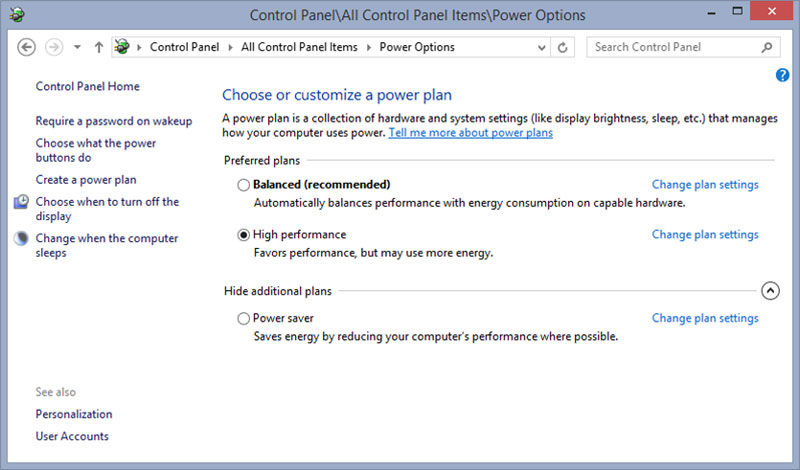 Control Panel\All Control Panel Items\Power Options
Control Panel
All Control Panel Items
Power Options
Search Control Panel
Control Panel Home
Require a password on wakeup
Choose what the power
buttons do
Create a power plan
Choose when to turn off the
display
Change when the computer
sleeps
See also
Personalization
User Accounts
Choose or customize a power plan
A power plan is a collection of hardware and system settings (like display brightness, sleep, etc.) that manages
how your computer uses power. Tell me more about power plans
Preferred plans
Balanced (recommended) Change plan settings
Automatically balances performance with energy consumption on capable hardware.
High performance Change plan settings
Favors performance, but may use more energy.
Hide additional plans
Power saver Change plan settings
Saves energy by reducing your computer's performance where possible.